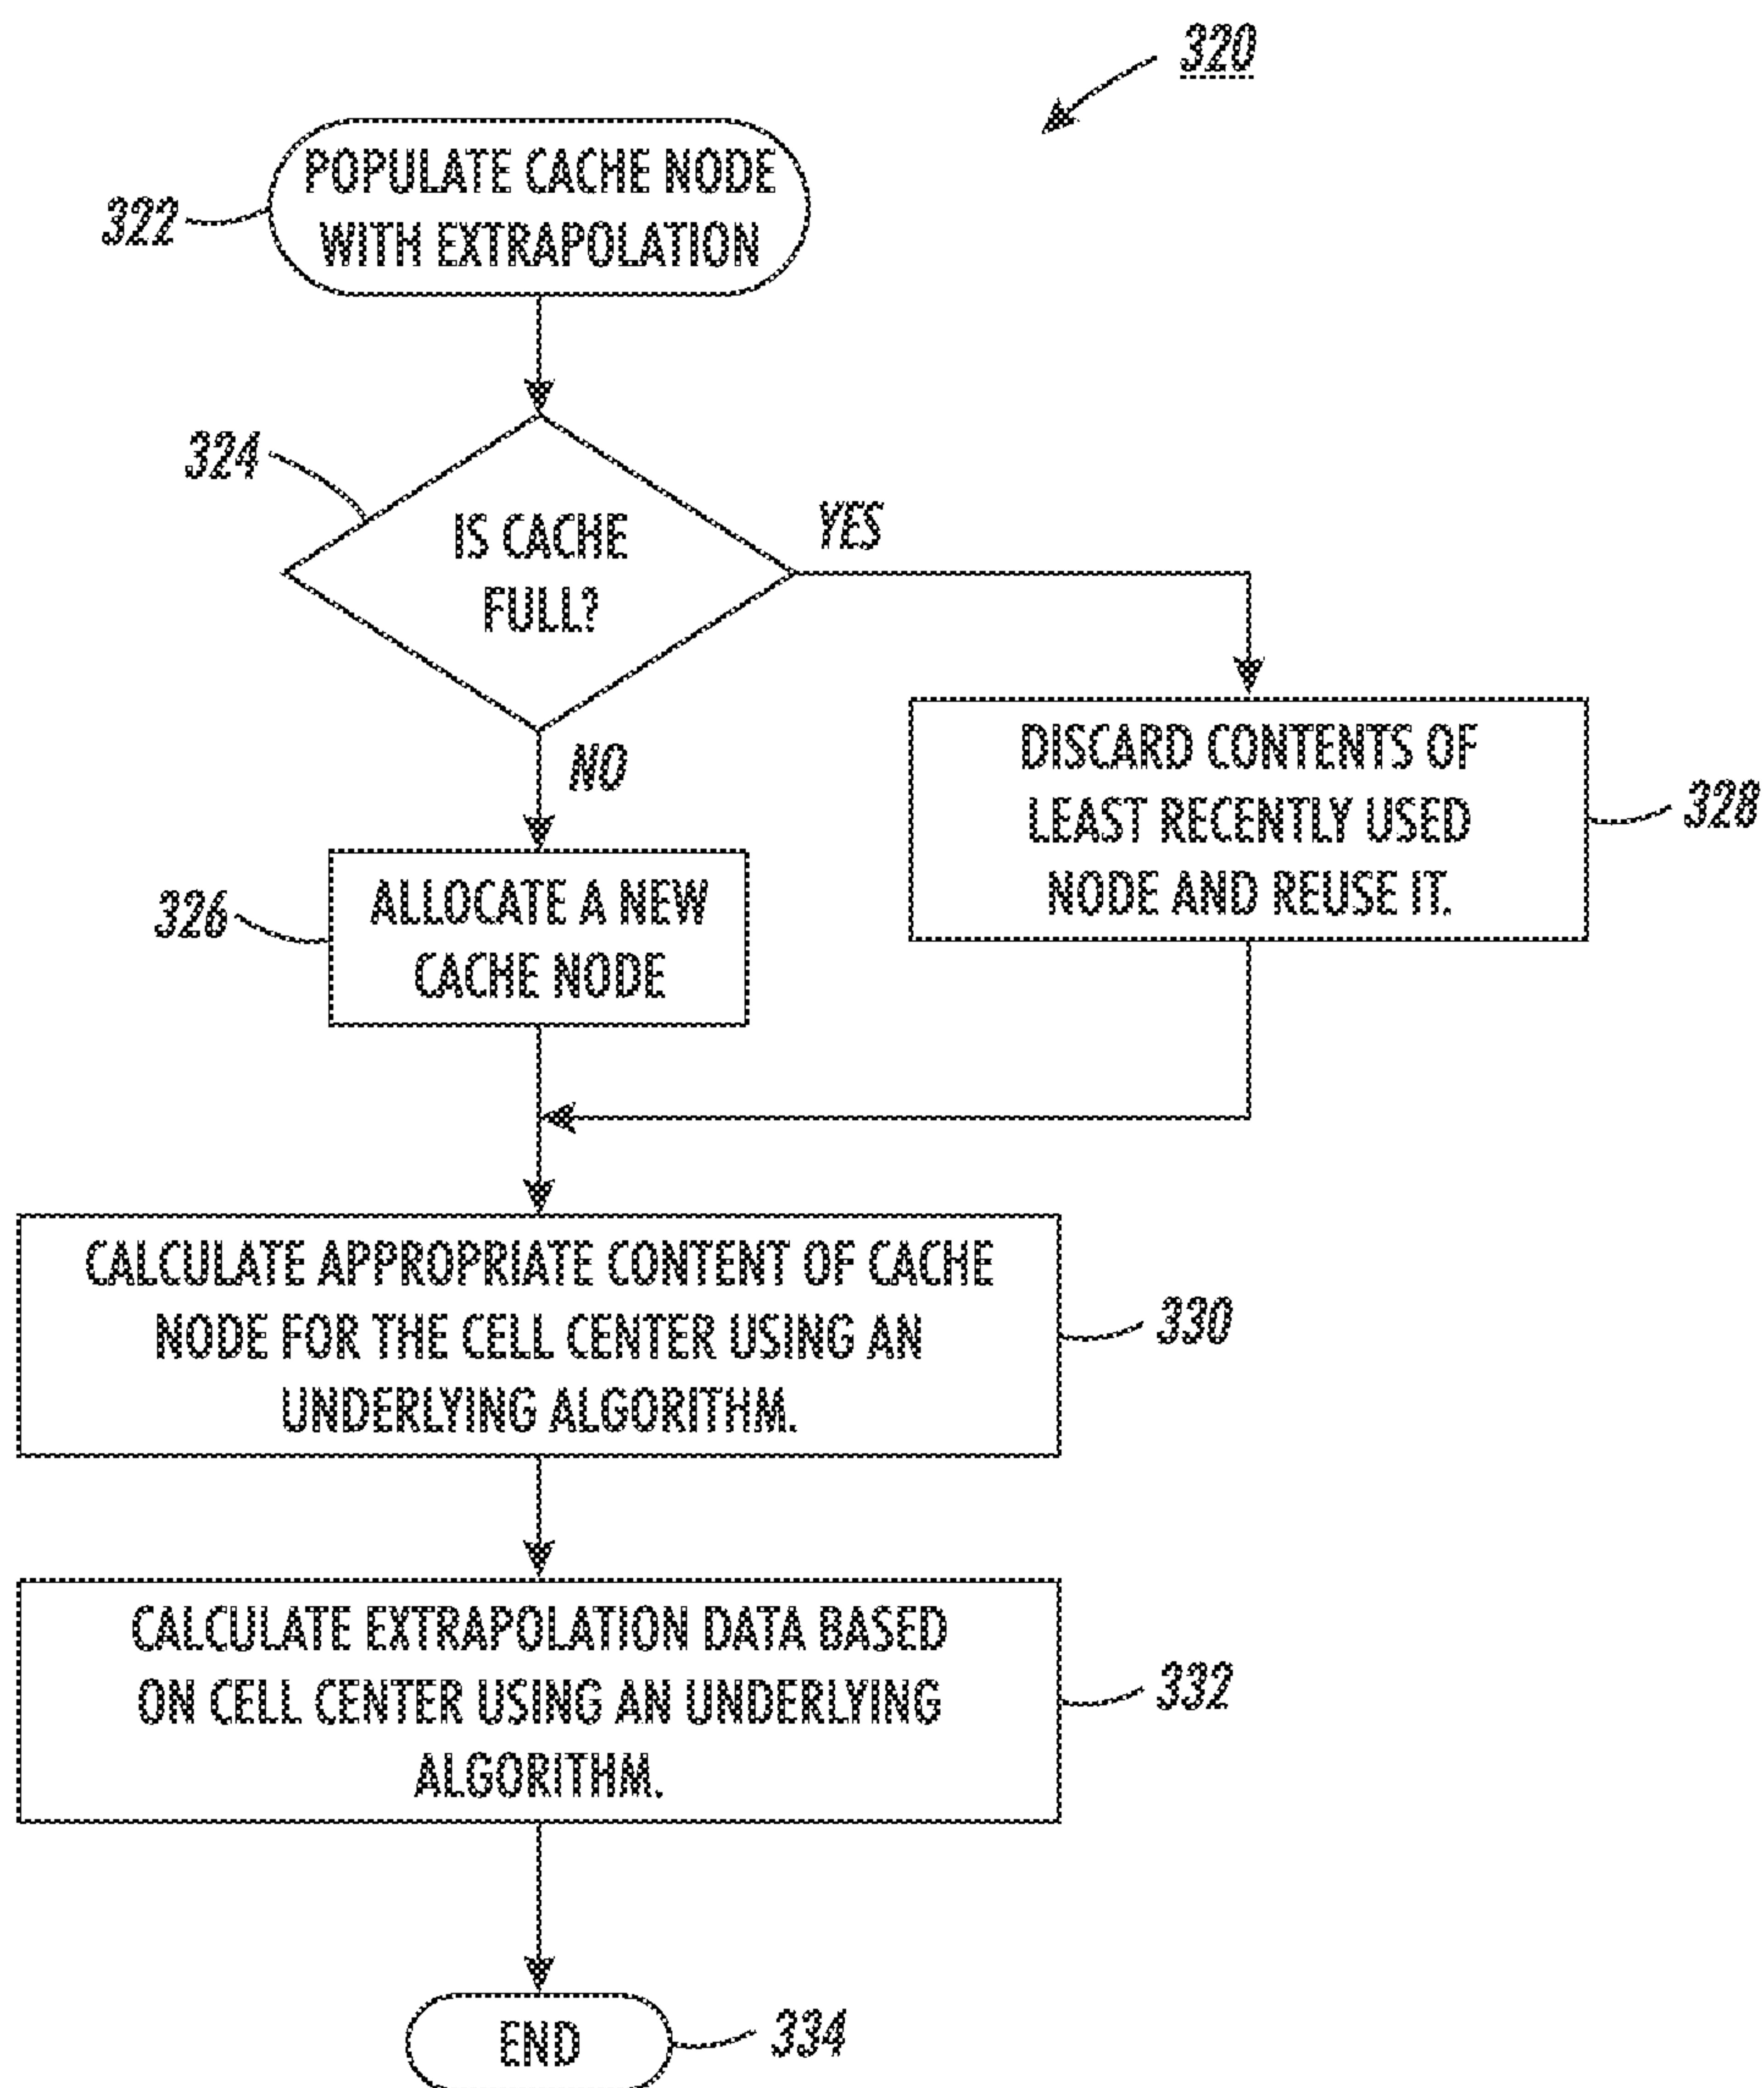 320
POPULATE CACHE NODE
WITH EXTRAPOLATION
322
324
IS CACHE
FULL?
YES
NO
DISCARD CONTENTS OF
LEAST RECENTLY USED
NODE AND REUSE IT.
328
326
ALLOCATE A NEW
CACHE NODE
CALCULATE APPROPRIATE CONTENT OF CACHE
NODE FOR THE CELL CENTER USING AN
UNDERLYING ALGORITHM.
330
CALCULATE EXTRAPOLATION DATA BASED
ON CELL CENTER USING AN UNDERLYING
ALGORITHM.
332
END
334